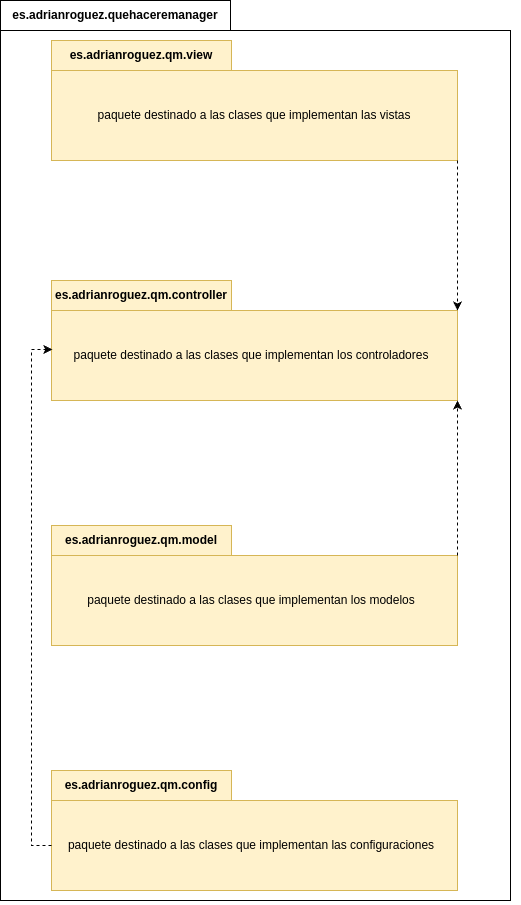 es.adrianroguez.quehaceremanager
es.adrianroguez.qm.view
paquete destinado a las clases que implementan las vistas
es.adrianroguez.qm.controller
paquete destinado a las clases que implementan los controladores
es.adrianroguez.qm.model
paquete destinado a las clases que implementan los modelos
es.adrianroguez.qm.config
paquete destinado a las clases que implementan las configuraciones